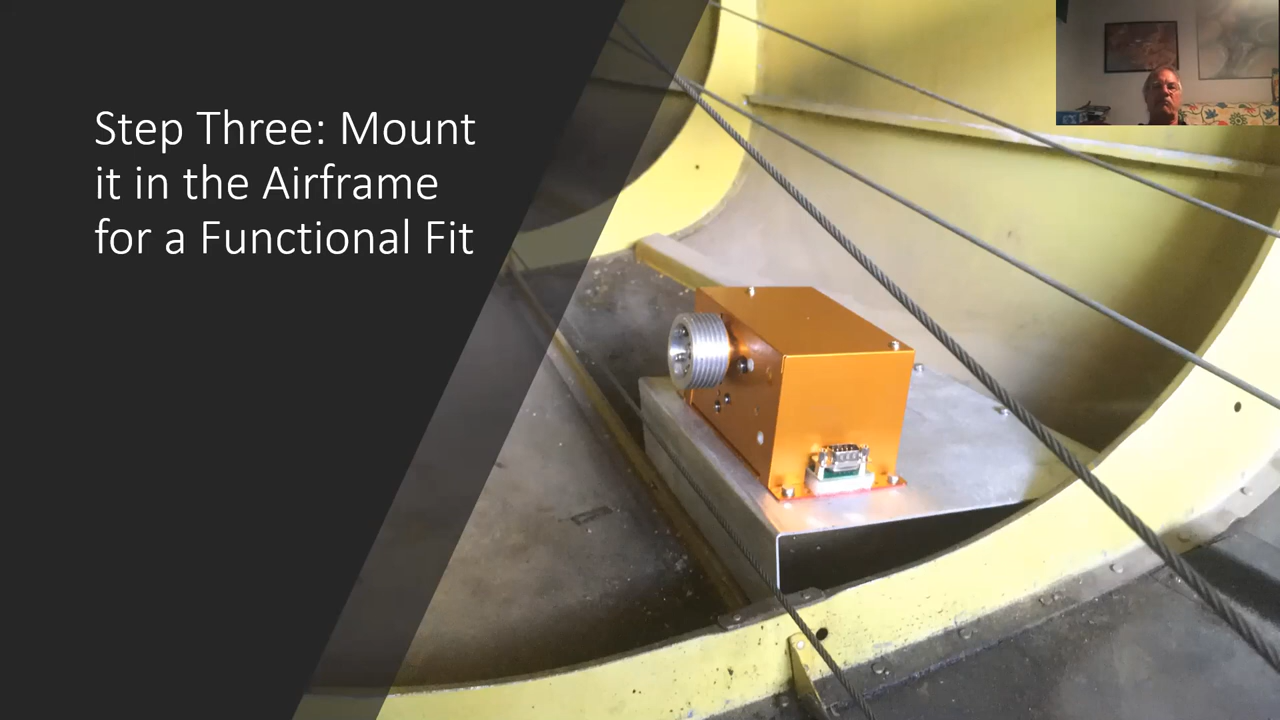 Step Three: Mount
it in the Airframe
for a Functional Fit